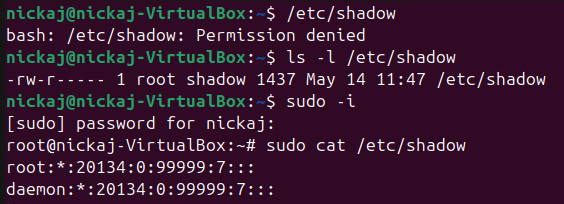 nickaj@nickaj-VirtualBox:~$ /etc/shadow
bash: /etc/shadow: Permission denied
nickaj@nickaj-VirtualBox:~$ ls -l /etc/shadow
-rw-r----- 1 root shadow 1437 May 14 11:47 /etc/shadow
nickaj@nickaj-VirtualBox:~$ sudo -i
[sudo] password for nickaj:
root@nickaj-VirtualBox:~# sudo cat /etc/shadow
root:*:20134:0:99999:7:::
daemon:*:20134:0:99999:7:::